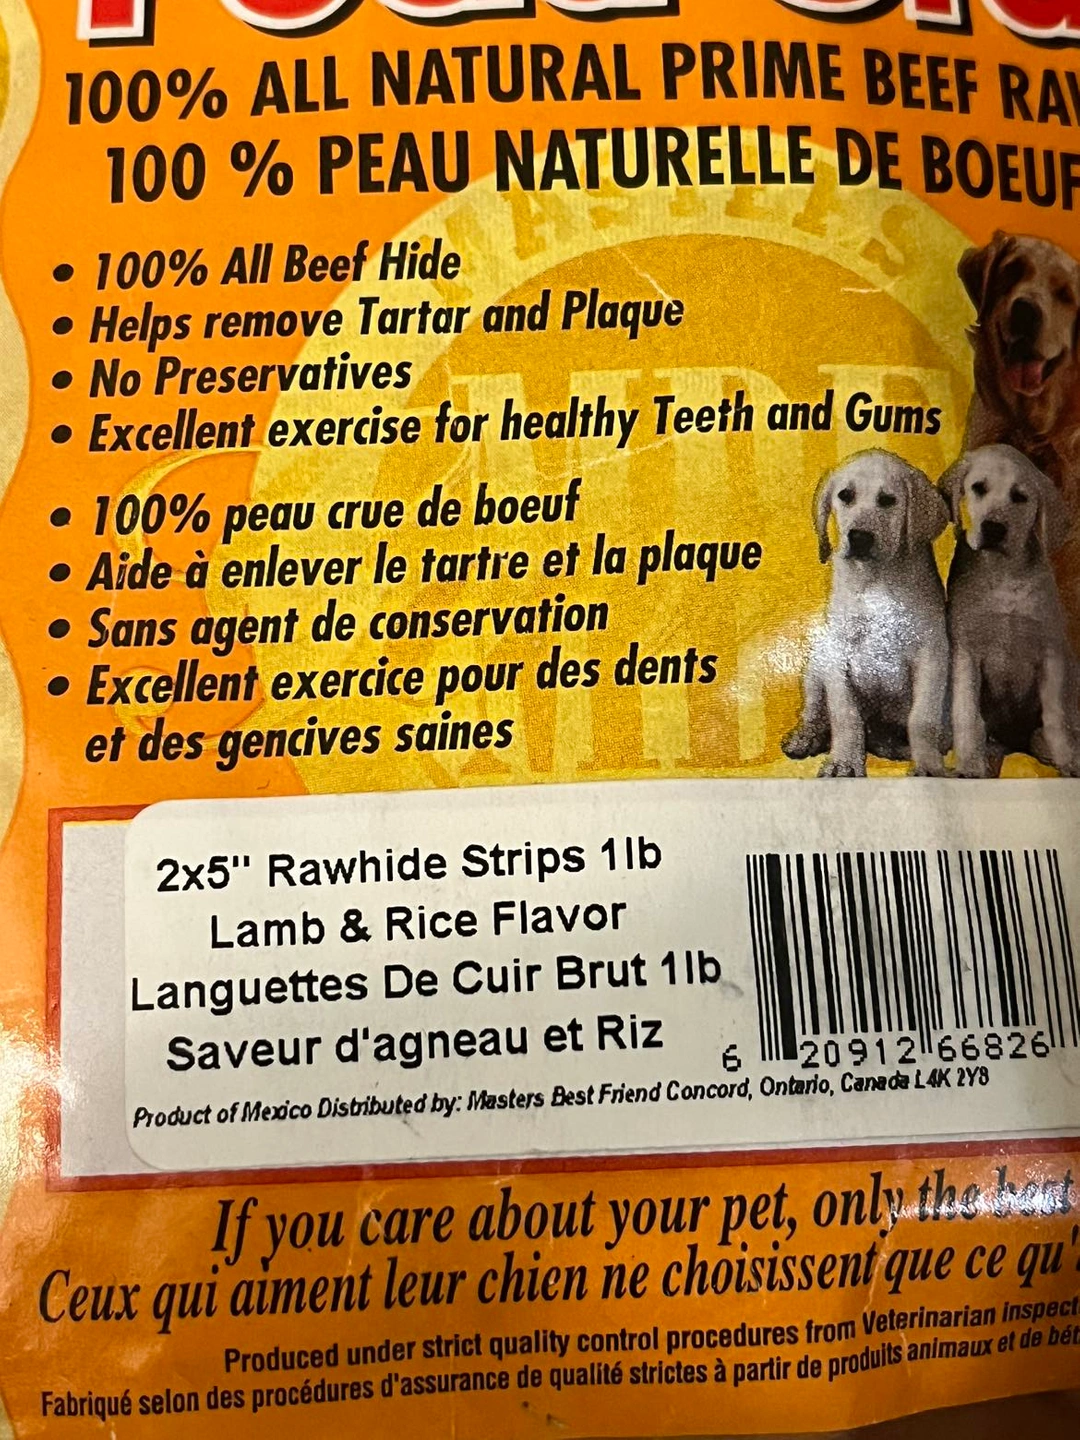 100% ALL NATURAL PRIME BEEF
100 % PEAU NATURELLE DE BOEUF
MASTERS
• 100% All Beef Hide
• Helps remove Tartar and Plaque
• No Preservatives
• Excellent exercise for healthy Teeth and Gums
• 100% peau crue de boeuf
• Aide à enlever le tartre et la plaque
• Sans agent de conservation
• Excellent exercice pour des dents
et des gencives saines
2x5" Rawhide Strips 1lb
Lamb & Rice Flavor
Languettes De Cuir Brut 1lb
Saveur d'agneau et Riz
6 20912 66826
Product of Mexico Distributed by: Masters Best Friend Concord, Ontario, Canada L4K 2Y8
If you care about your pet, only the best
Ceux qui aiment leur chien ne choisissent que ce qu'
Produced under strict quality control procedures from Veterinarian
Fabriqué selon des procédures d'assurance de qualité strictes à partir de produits animaux et de